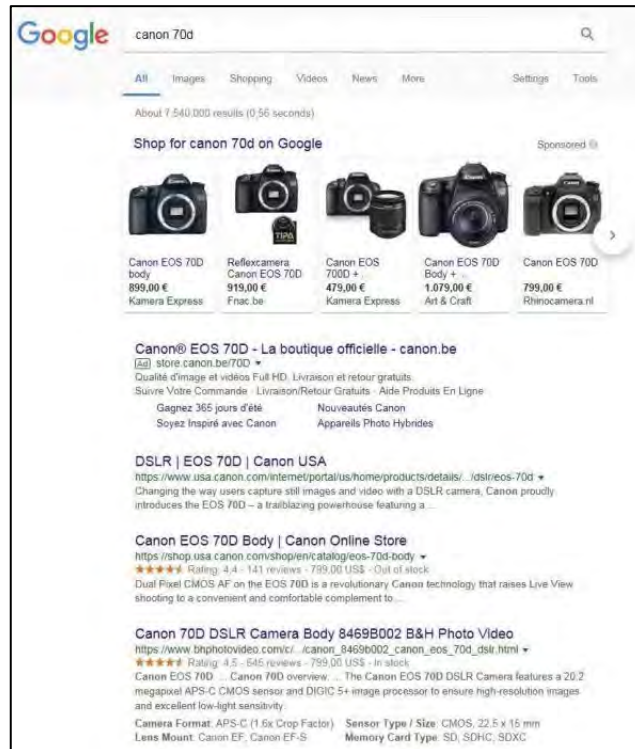 Google
canon 70d
All Images Shopping Videos News More Settings Tools
About 7.540.000 results (0,56 seconds)
Shop for canon 70d on Google
Sponsored
TIPA
Canon EOS 70D body
899,00 €
Kamera Express
Reflexcamera Canon EOS 70D
919,00 €
Fnac.be
Canon EOS 700D + ...
479,00 €
Kamera Express
Canon EOS 70D Body + ...
1.079,00 €
Art & Craft
Canon EOS 70D
799,00 €
Rhinocamera.nl
Canon® EOS 70D - La boutique officielle - canon.be
Ad store.canon.be/70D
Qualité d'image et vidéos Full HD. Livraison et retour gratuits.
Suivre Votre Commande · Livraison/Retour Gratuits · Aide Produits En Ligne
Gagnez 365 jours d'été Nouveautés Canon
Soyez Inspiré avec Canon Appareils Photo Hybrides
DSLR | EOS 70D | Canon USA
https://www.usa.canon.com/internet/portal/us/home/products/details/.../dslr/eos-70d
Changing the way users capture still images and video with a DSLR camera, Canon proudly
introduces the EOS 70D – a trailblazing powerhouse featuring a ...
Canon EOS 70D Body | Canon Online Store
https://shop.usa.canon.com/shop/en/catalog/eos-70d-body
Rating: 4,4 - 141 reviews - 799,00 US$ - Out of stock
Dual Pixel CMOS AF on the EOS 70D is a revolutionary Canon technology that raises Live View
shooting to a convenient and comfortable complement to ...
Canon 70D DSLR Camera Body 8469B002 B&H Photo Video
https://www.bhphotovideo.com/c/.../canon_8469b002_canon_eos_70d_dslr.html
Rating: 4,5 - 645 reviews - 799,00 US$ - In stock
Canon EOS 70D ... Canon 70D overview. ... The Canon EOS 70D DSLR Camera features a 20.2
megapixel APS-C CMOS sensor and DIGIC 5+ image processor to ensure high-resolution images
and excellent low-light sensitivity.
Camera Format: APS-C (1.6x Crop Factor) Sensor Type / Size: CMOS, 22.5 x 15 mm
Lens Mount: Canon EF, Canon EF-S Memory Card Type: SD, SDHC, SDXC